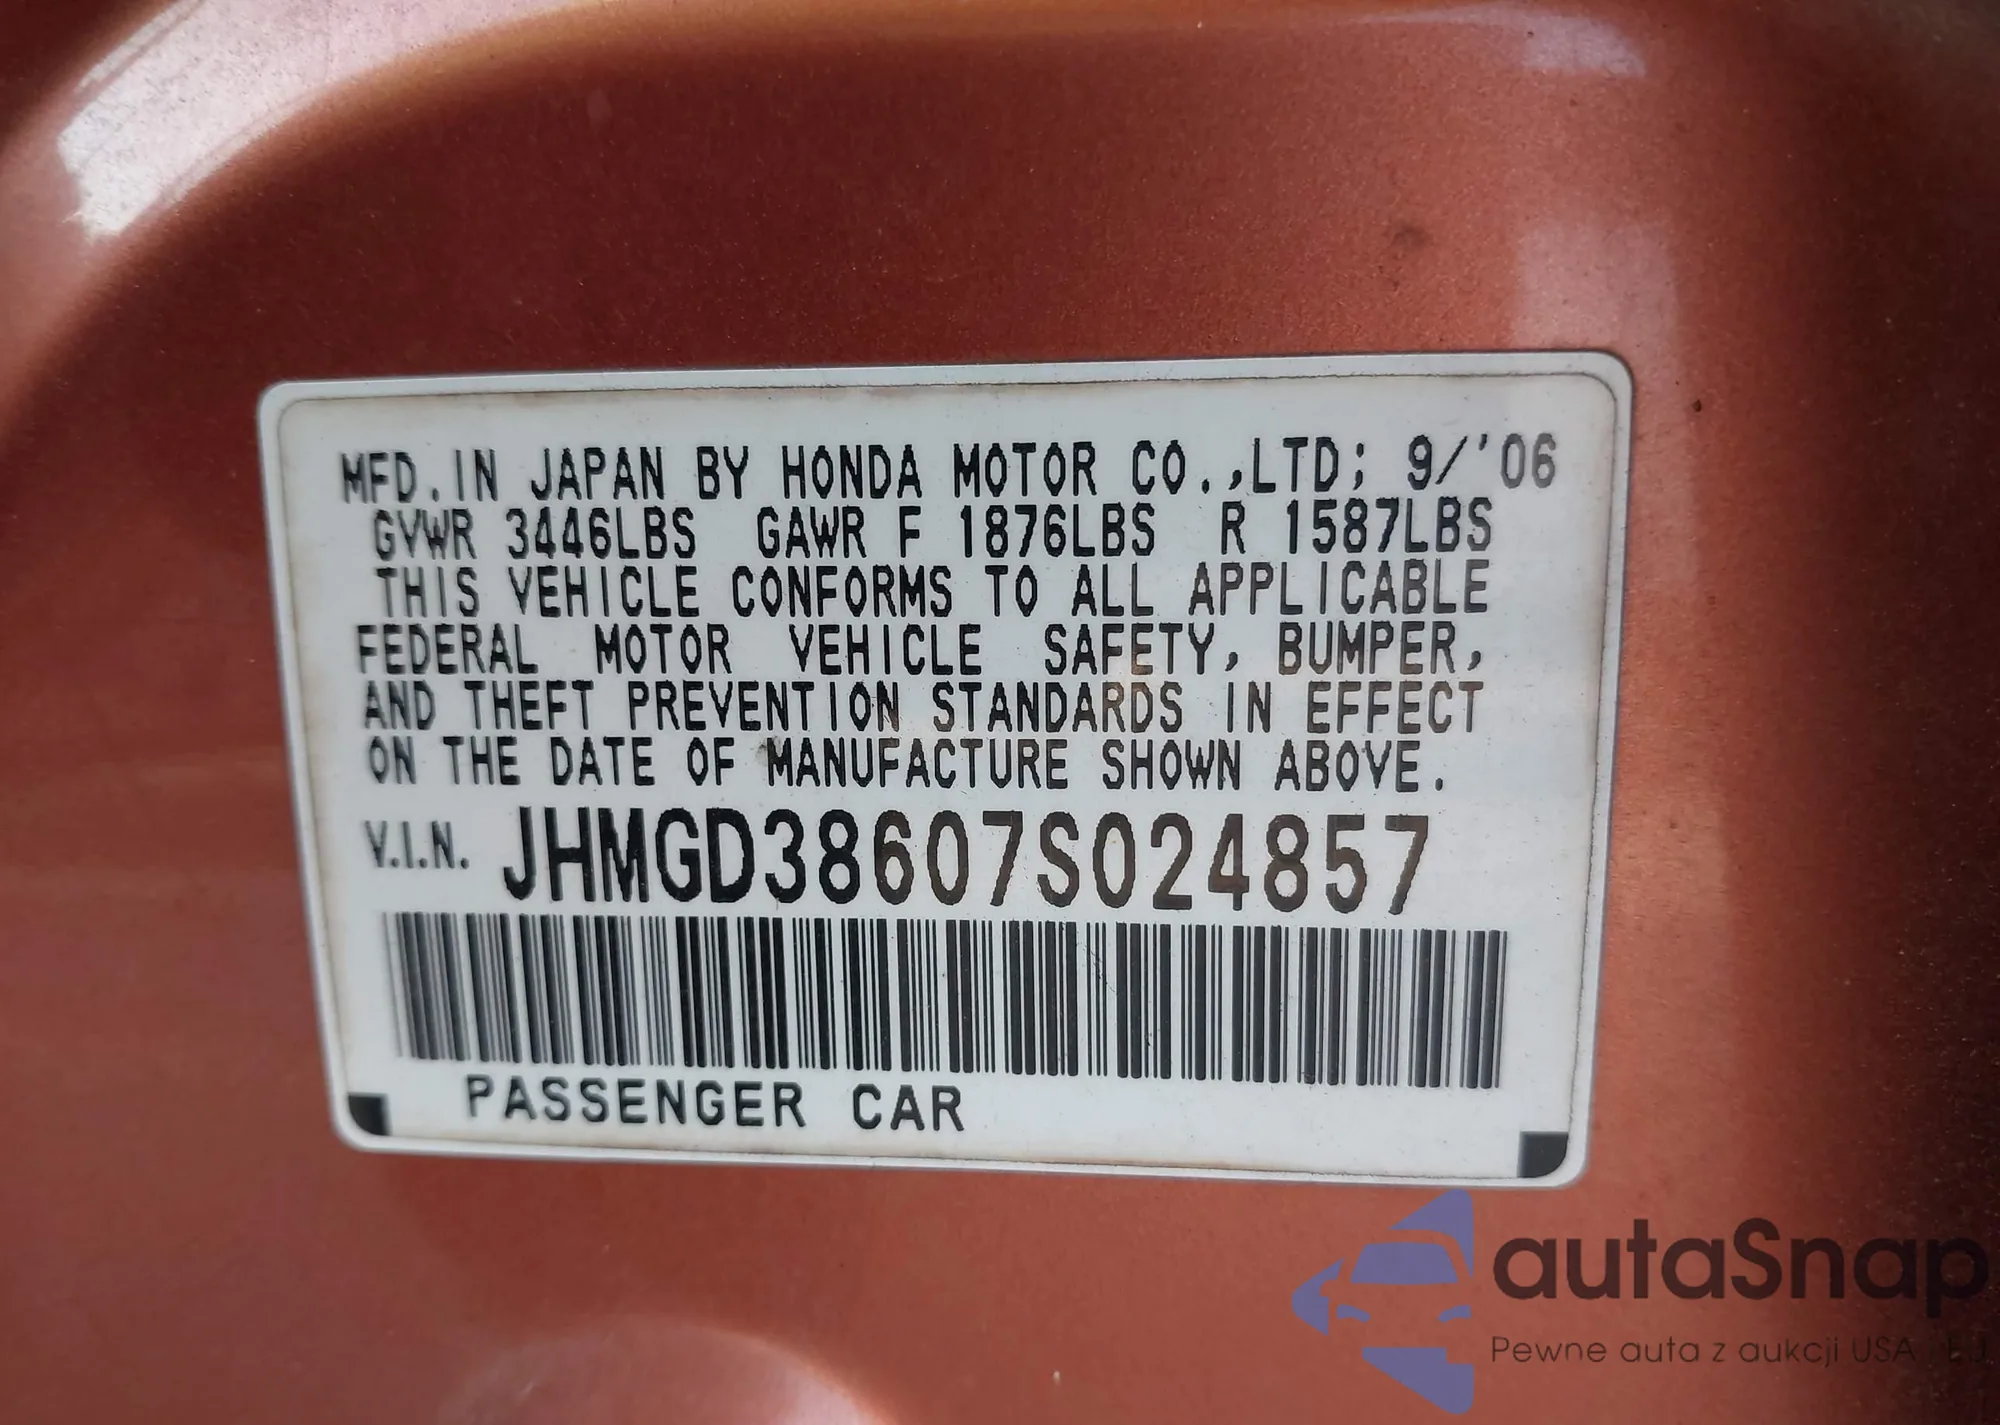 MFD. IN JAPAN BY HONDA MOTOR CO.,LTD; 9/'06
GVWR 3446LBS GAWR F 1876LBS R 1587LBS
THIS VEHICLE CONFORMS TO ALL APPLICABLE
FEDERAL MOTOR VEHICLE SAFETY, BUMPER,
AND THEFT PREVENTION STANDARDS IN EFFECT
ON THE DATE OF MANUFACTURE SHOWN ABOVE.
V.I.N. JHMGD38607S024857
PASSENGER CAR
autaSnap
Pewne auta z aukcji USA i EU